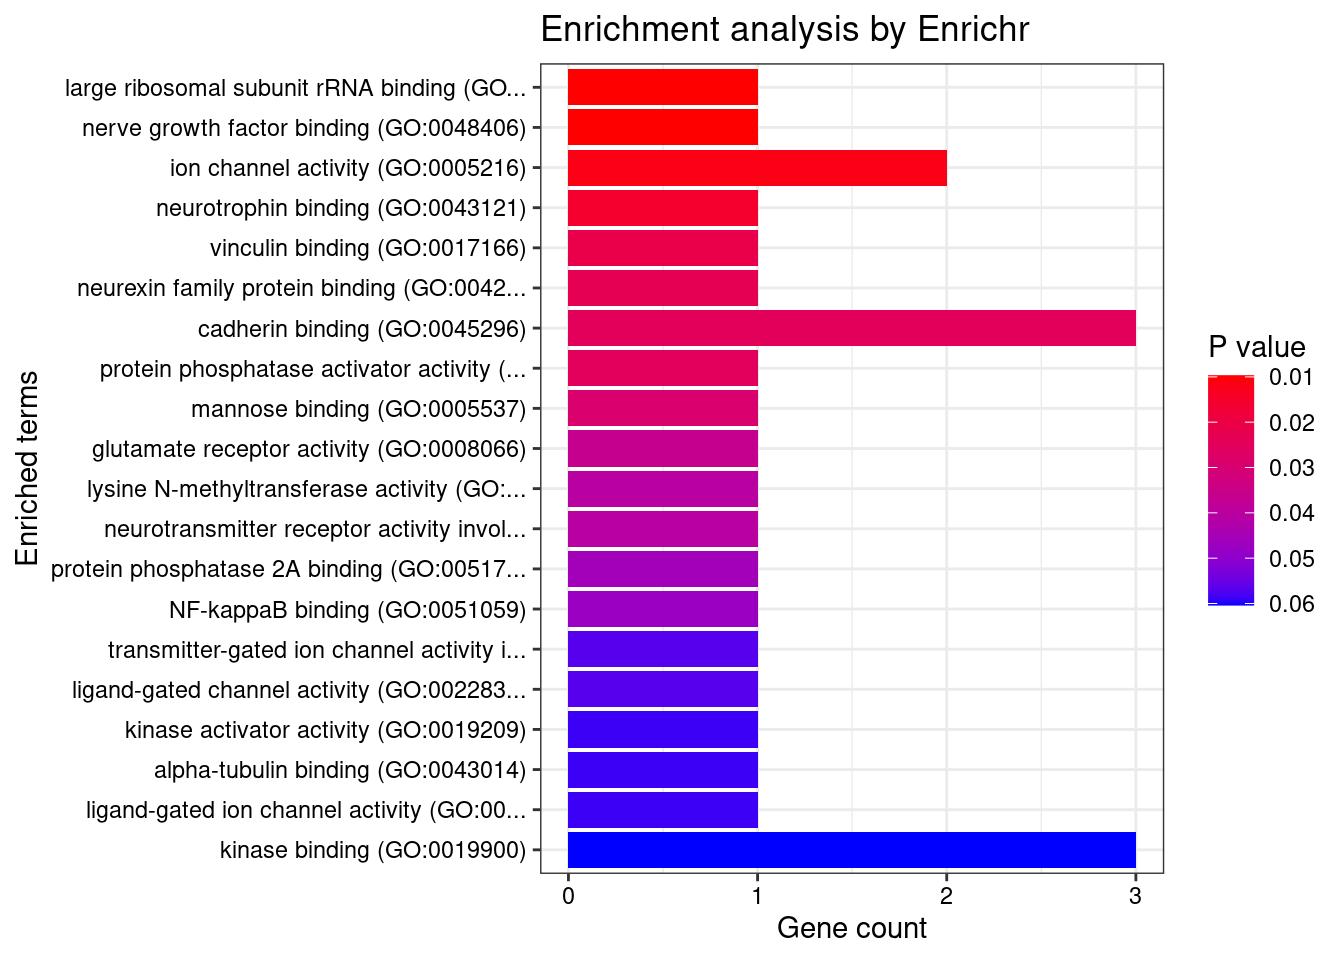 Enrichment analysis by Enrichr
large ribosomal subunit rRNA binding (GO...
nerve growth factor binding (GO:0048406)
ion channel activity (GO:0005216)
neurotrophin binding (GO:0043121)
vinculin binding (GO:0017166)
neurexin family protein binding (GO:0042...
cadherin binding (GO:0045296)
protein phosphatase activator activity (...
mannose binding (GO:0005537)
glutamate receptor activity (GO:0008066)
lysine N-methyltransferase activity (GO:...
neurotransmitter receptor activity invol...
protein phosphatase 2A binding (GO:00517...
NF-kappaB binding (GO:0051059)
transmitter-gated ion channel activity i...
ligand-gated channel activity (GO:002283...
kinase activator activity (GO:0019209)
alpha-tubulin binding (GO:0043014)
ligand-gated ion channel activity (GO:00...
kinase binding (GO:0019900)
Enriched terms
0 1 2 3
Gene count
P value
0.01
0.02
0.03
0.04
0.05
0.06